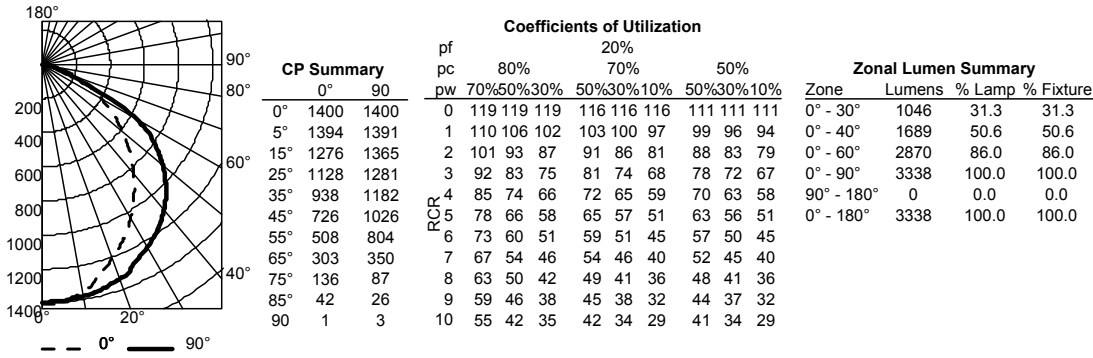 180°
90°
80°
60°
40°
20°
0°
200
400
600
800
1000
1200
1400
0° 90°
CP Summary
0° 90
0° 1400 1400
5° 1394 1391
15° 1276 1365
25° 1128 1281
35° 938 1182
45° 726 1026
55° 508 804
65° 303 350
75° 136 87
85° 42 26
90 1 3
Coefficients of Utilization
pf 20%
pc 80% 70% 50%
pw 70%50%30% 50%30%10% 50%30%10%
RCR
0 119 119 119 116 116 116 111 111 111
1 110 106 102 103 100 97 99 96 94
2 101 93 87 91 86 81 88 83 79
3 92 83 75 81 74 68 78 72 67
4 85 74 66 72 65 59 70 63 58
5 78 66 58 65 57 51 63 56 51
6 73 60 51 59 51 45 57 50 45
7 67 54 46 54 46 40 52 45 40
8 63 50 42 49 41 36 48 41 36
9 59 46 38 45 38 32 44 37 32
10 55 42 35 42 34 29 41 34 29
Zonal Lumen Summary
Zone Lumens % Lamp % Fixture
0° - 30° 1046 31.3 31.3
0° - 40° 1689 50.6 50.6
0° - 60° 2870 86.0 86.0
0° - 90° 3338 100.0 100.0
90° - 180° 0 0.0 0.0
0° - 180° 3338 100.0 100.0